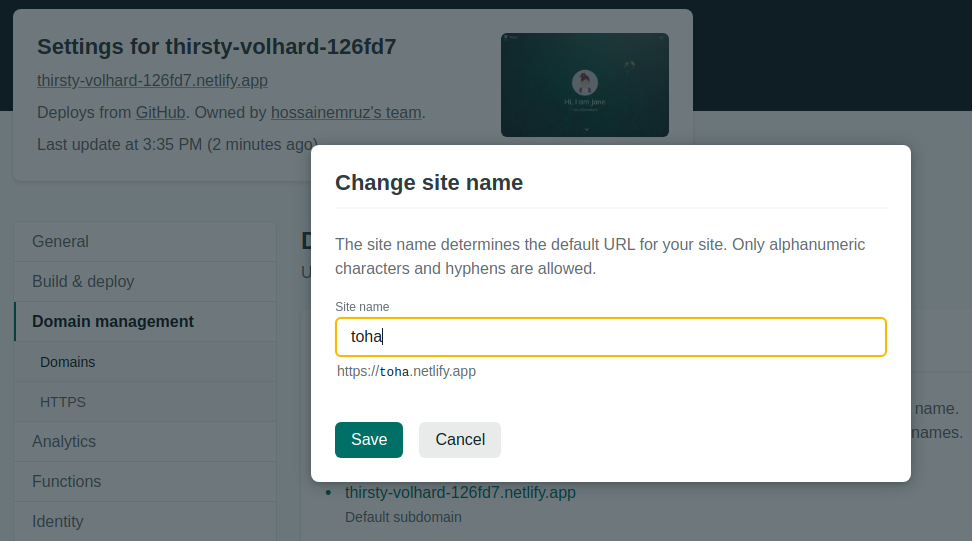 Settings for thirsty-volhard-126fd7
thirsty-volhard-126fd7.netlify.app
Deploys from GitHub. Owned by hossainemruz's team.
Last update at 3:35 PM (2 minutes ago)
Hi, I am Jane
Change site name
The site name determines the default URL for your site. Only alphanumeric
characters and hyphens are allowed.
Site name
toha
https://toha.netlify.app
Save Cancel
General
Build & deploy
Domain management
Domains
HTTPS
Analytics
Functions
Identity
D
U
name.
names.
• thirsty-volhard-126fd7.netlify.app
Default subdomain